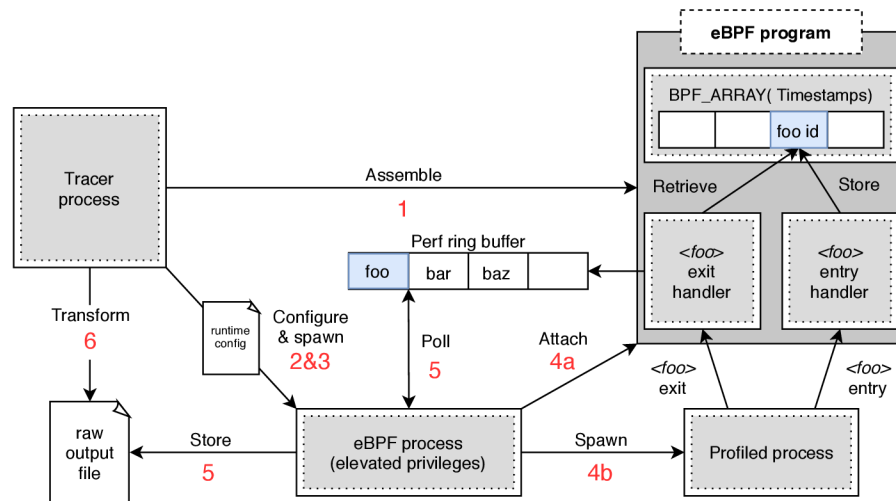 eBPF program
BPF_ARRAY( Timestamps)
foo id
Tracer
process
Assemble
1
Retrieve
Store
Perf ring buffer
foo
bar
baz
<foo>
exit
handler
<foo>
entry
handler
Transform
6
runtime
config
Configure
& spawn
2&3
Poll
5
Attach
4a
<foo>
exit
<foo>
entry
raw
output
file
Store
5
eBPF process
(elevated privileges)
Spawn
4b
Profiled process